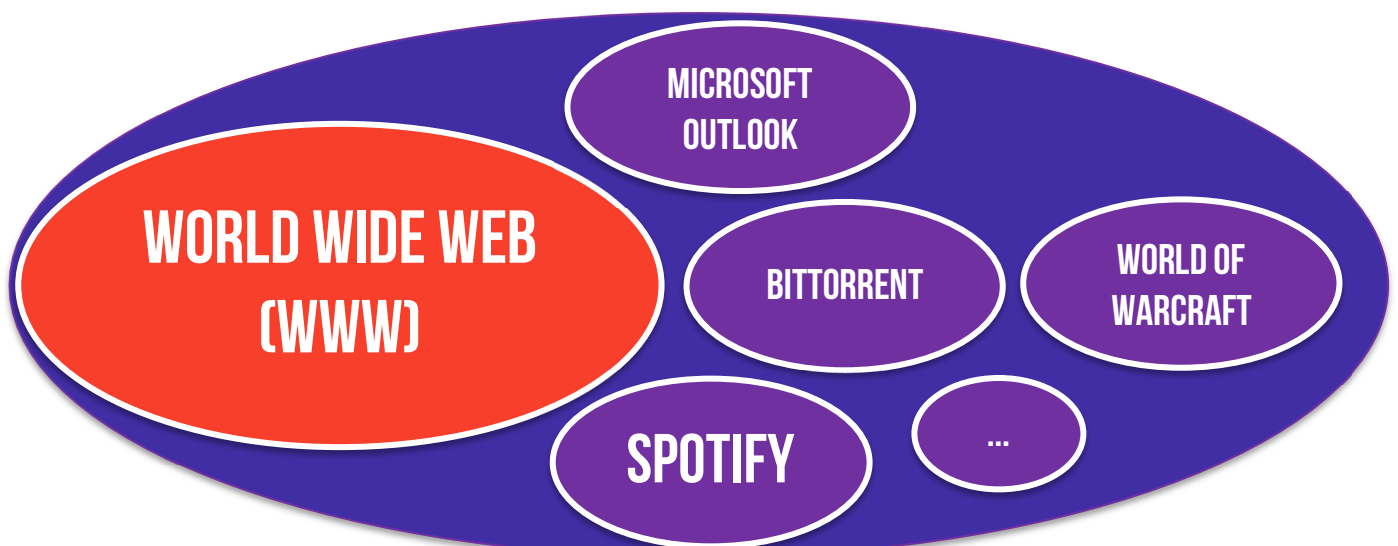 MICROSOFT
OUTLOOK
WORLD WIDE WEB
(WWW)
BITTORRENT
WORLD OF
WARCRAFT
SPOTIFY
...